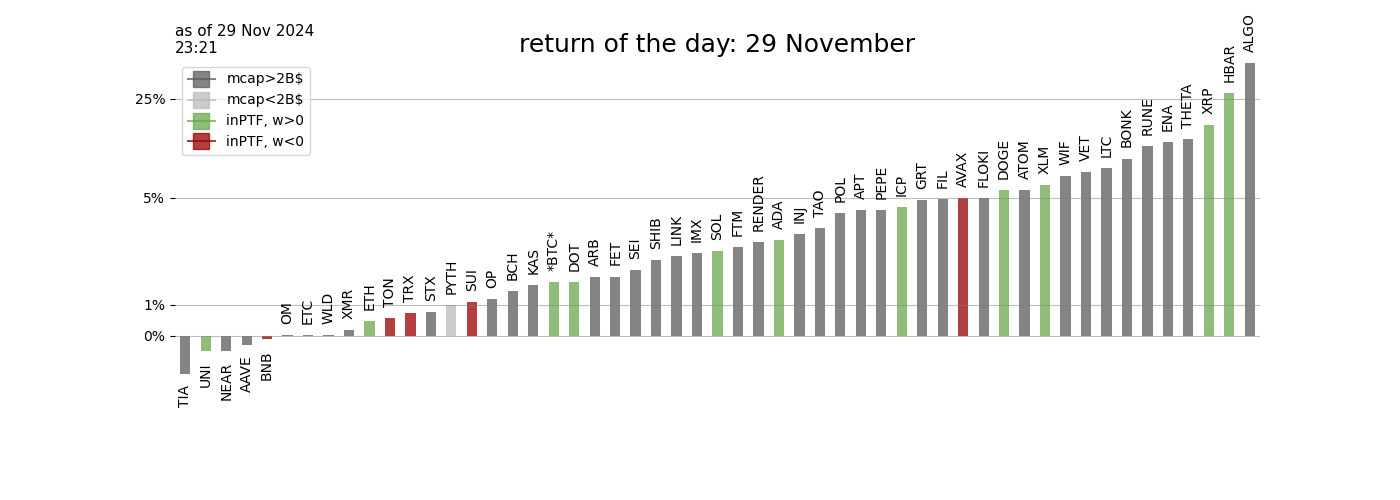 as of 29 Nov 2024
23:21
return of the day: 29 November
mcap>2B$
mcap<2B$
inPTF, w>0
inPTF, w<0
25%
5%
1%
0%
TIA
UNI
NEAR
AAVE
BNB
OM
ETC
WLD
XMR
ETH
TON
TRX
STX
PYTH
SUI
OP
BCH
KAS
*BTC*
DOT
ARB
FET
SEI
SHIB
LINK
IMX
SOL
FTM
RENDER
ADA
INJ
TAO
POL
APT
PEPE
ICP
GRT
FIL
AVAX
FLOKI
DOGE
ATOM
XLM
WIF
VET
LTC
BONK
RUNE
ENA
THETA
XRP
HBAR
ALGO